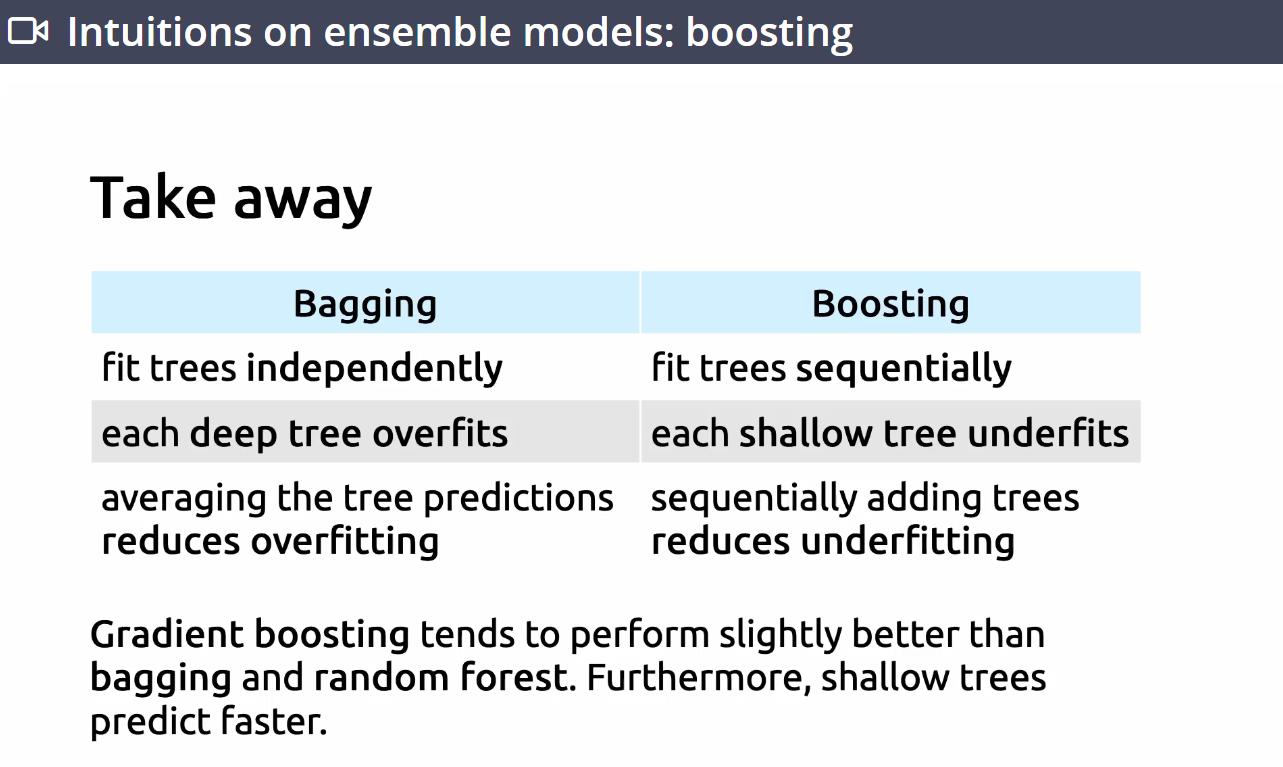 Intuitions on ensemble models: boosting
Take away
Bagging
Boosting
fit trees independently
fit trees sequentially
each deep tree overfits
each shallow tree underfits
averaging the tree predictions
reduces overfitting
sequentially adding trees
reduces underfitting
Gradient boosting tends to perform slightly better than
bagging and random forest. Furthermore, shallow trees
predict faster.